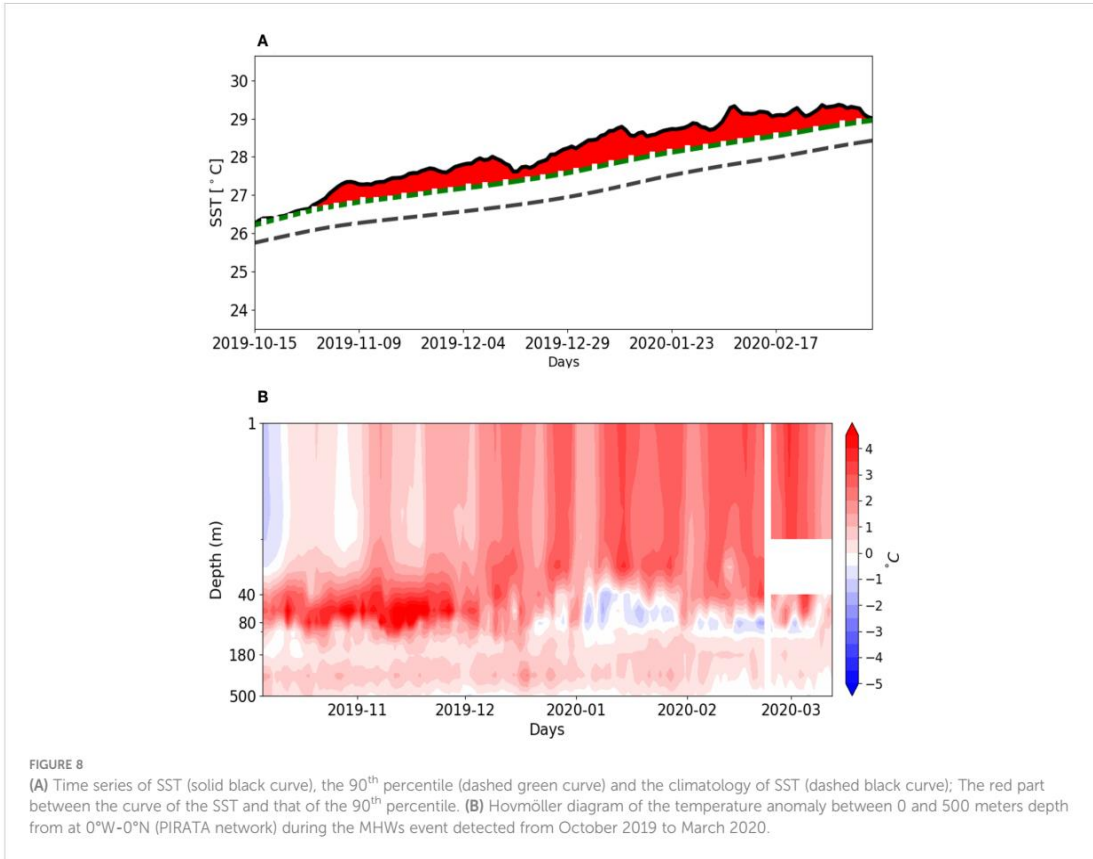 A
30
29
28
27
26
25
24
SST [ °C]
2019-10-15 2019-11-09 2019-12-04 2019-12-29 2020-01-23 2020-02-17
Days
B
1
40
80
180
500
Depth (m)
2019-11 2019-12 2020-01 2020-02 2020-03
Days
4
3
2
1
0
−1
−2
−3
−4
−5
°C
FIGURE 8
(A) Time series of SST (solid black curve), the 90th percentile (dashed green curve) and the climatology of SST (dashed black curve); The red part
between the curve of the SST and that of the 90th percentile. (B) Hovmöller diagram of the temperature anomaly between 0 and 500 meters depth
from at 0°W-0°N (PIRATA network) during the MHWs event detected from October 2019 to March 2020.